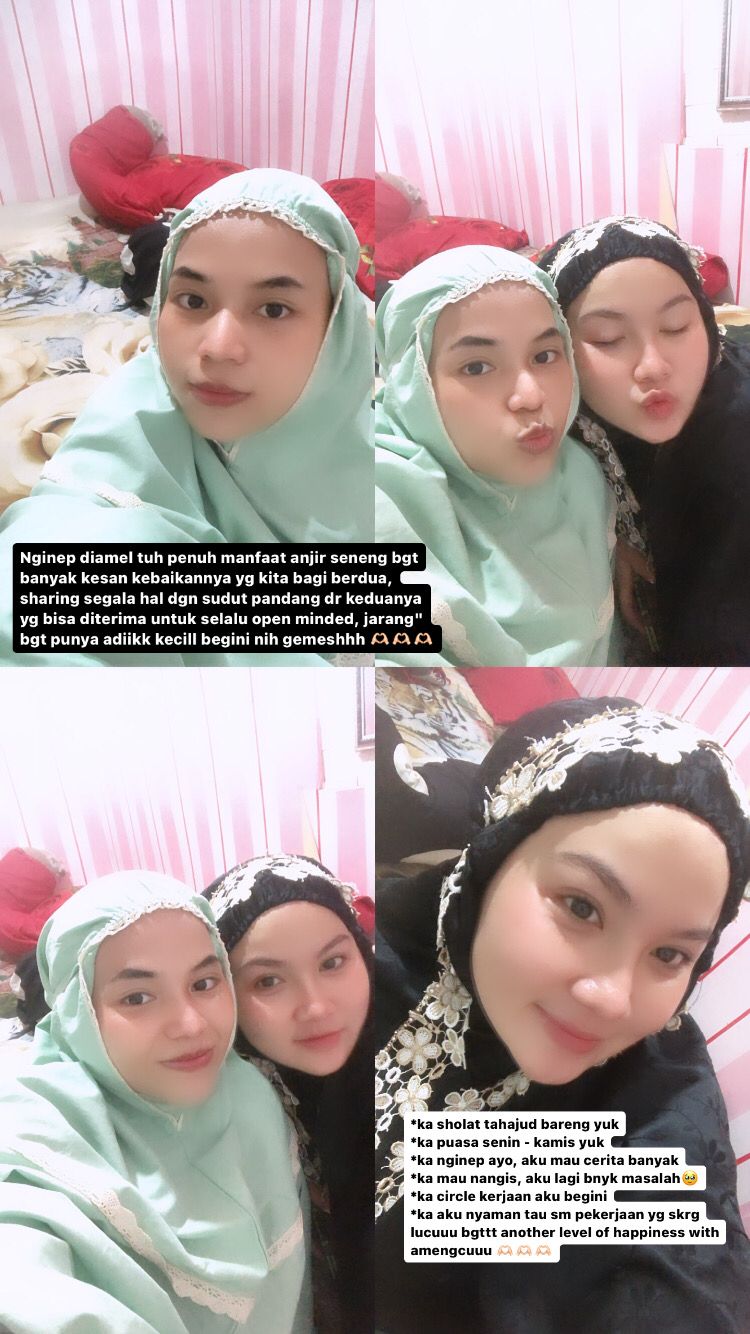 Nginep diamel tuh penuh manfaat anjir seneng bgt
banyak kesan kebaikannya yg kita bagi berdua,
sharing segala hal dgn sudut pandang dr keduanya
yg bisa diterima untuk selalu open minded, jarang"
bgt punya adiikk kecill begini nih gemeshhh 🫶🏻🫶🏻🫶🏻
*ka sholat tahajud bareng yuk
*ka puasa senin - kamis yuk
*ka nginep ayo, aku mau cerita banyak
*ka mau nangis, aku lagi bnyk masalah🥹
*ka circle kerjaan aku begini
*ka aku nyaman tau sm pekerjaan yg skrg
lucuuu bgttt another level of happiness with
amengcuuu 🫶🏻🫶🏻🫶🏻